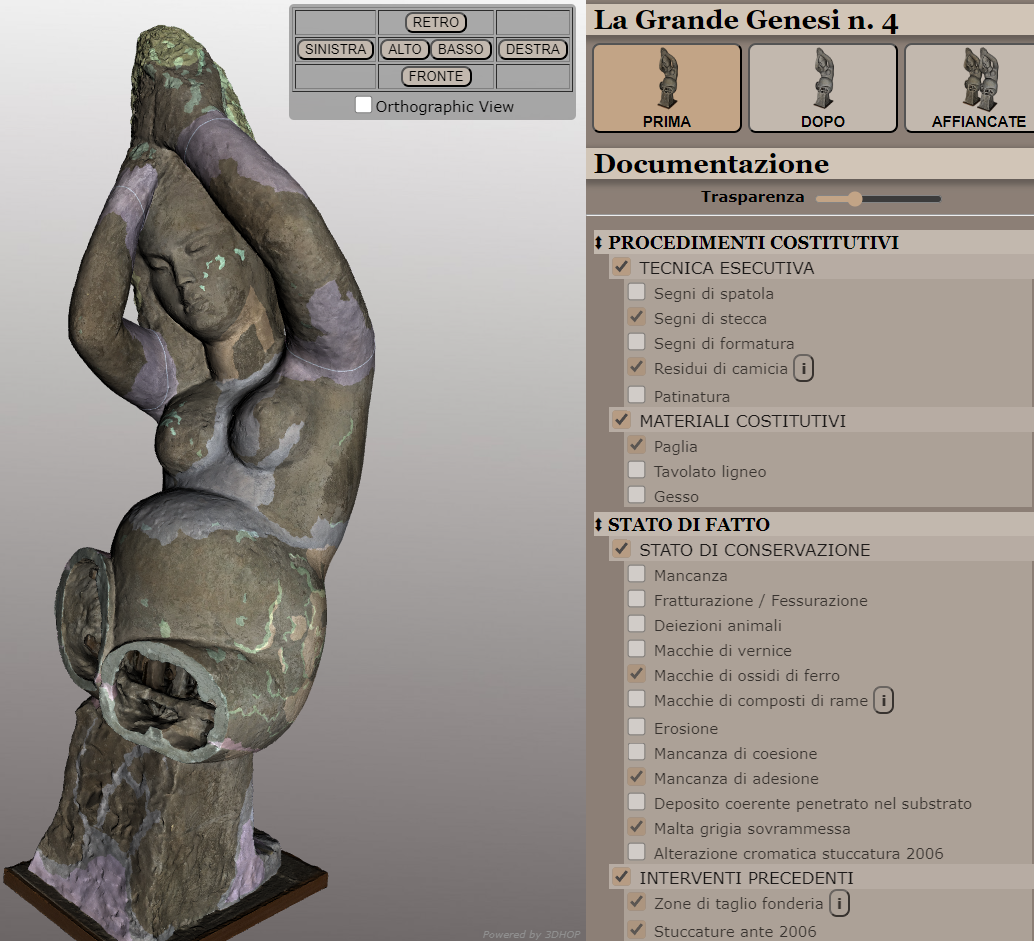 RETRO
SINISTRA ALTO BASSO DESTRA
FRONTE
Orthographic View
Powered by 3DHOP
La Grande Genesi n. 4
PRIMA DOPO AFFIANCATE
Documentazione
Trasparenza
PROCEDIMENTI COSTITUTIVI
TECNICA ESECUTIVA
Segni di spatola
Segni di stecca
Segni di formatura
Residui di camicia i
Patinatura
MATERIALI COSTITUTIVI
Paglia
Tavolato ligneo
Gesso
STATO DI FATTO
STATO DI CONSERVAZIONE
Mancanza
Fratturazione / Fessurazione
Deiezioni animali
Macchie di vernice
Macchie di ossidi di ferro
Macchie di composti di rame i
Erosione
Mancanza di coesione
Mancanza di adesione
Deposito coerente penetrato nel substrato
Malta grigia sovrammessa
Alterazione cromatica stuccatura 2006
INTERVENTI PRECEDENTI
Zone di taglio fonderia i
Stuccature ante 2006